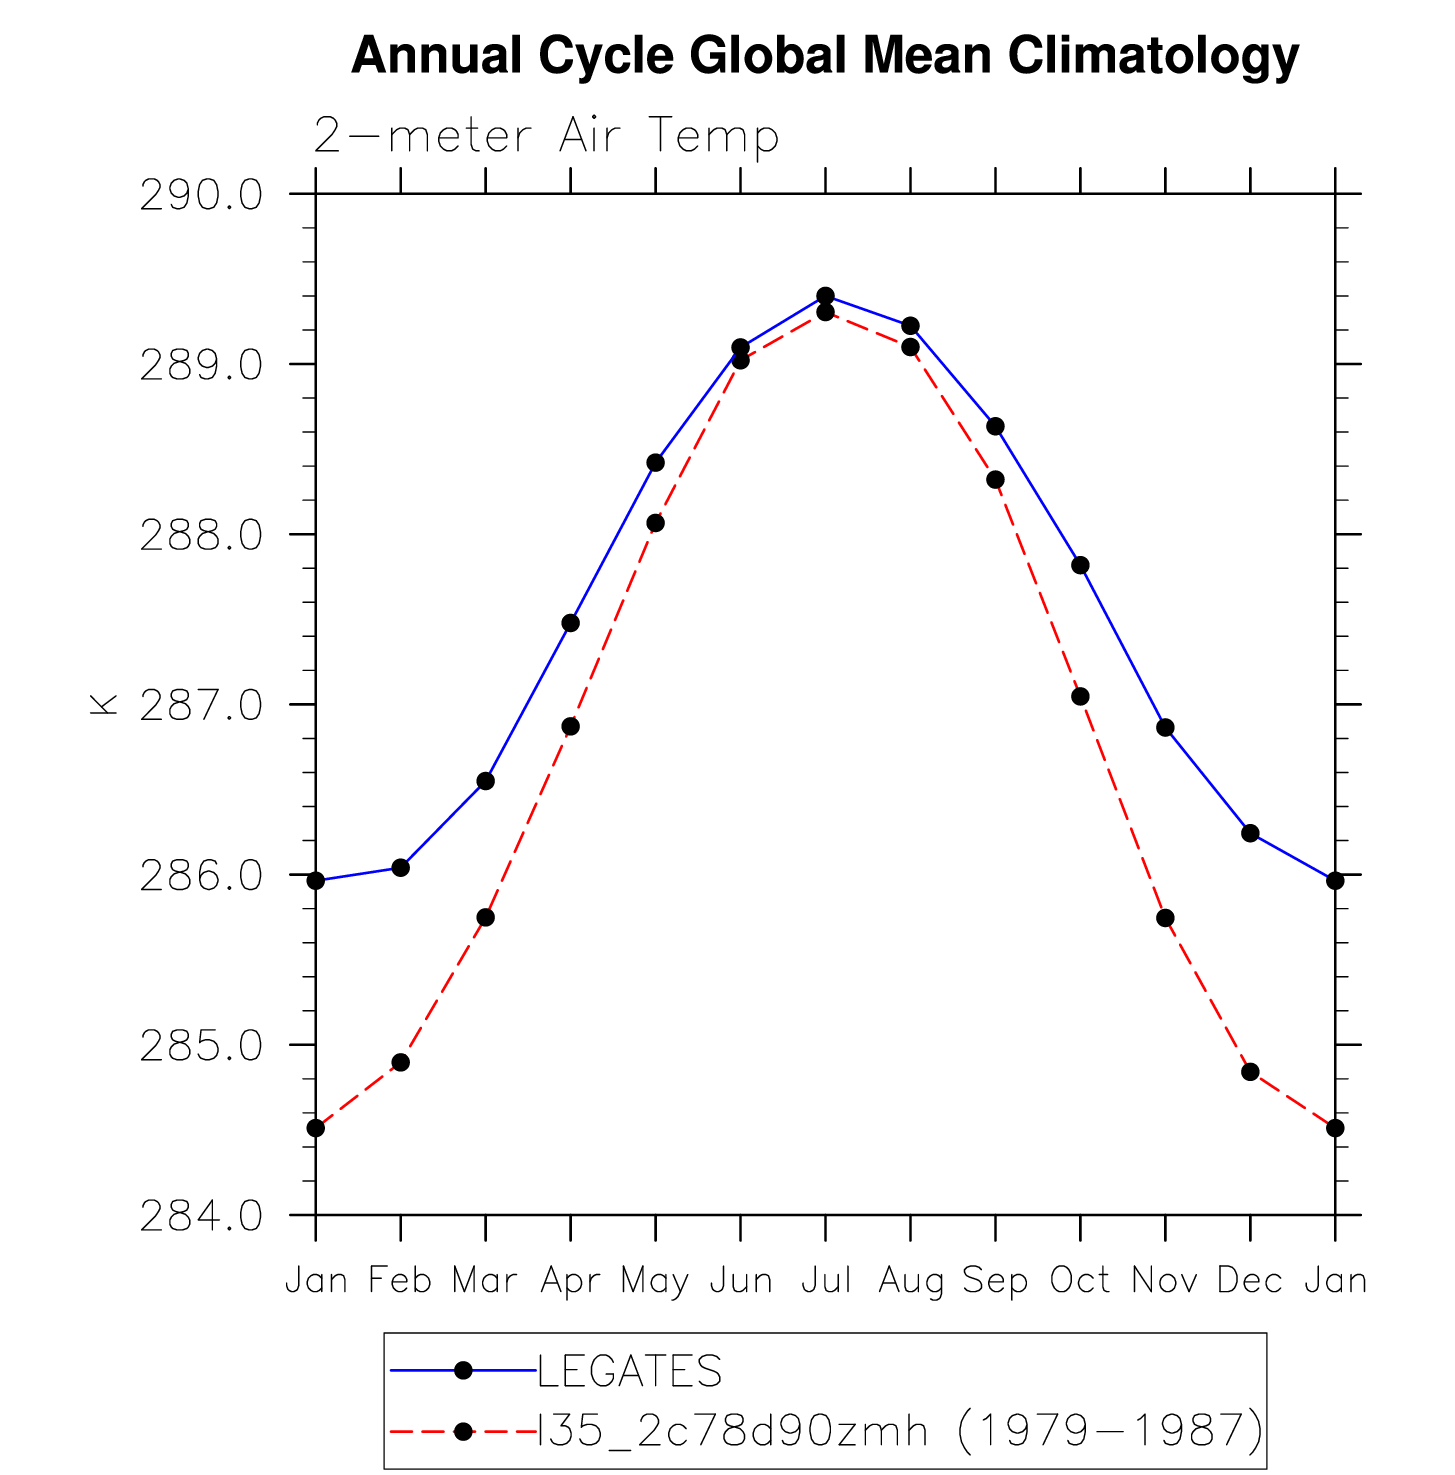 Annual Cycle Global Mean Climatology
2-meter Air Temp
290.0
289.0
288.0
287.0
286.0
285.0
284.0
K
Jan Feb Mar Apr May Jun Jul Aug Sep Oct Nov Dec Jan
LEGATES
I35_2c78d90zmh (1979-1987)